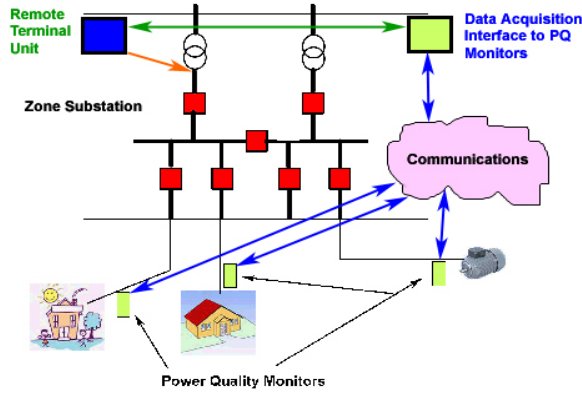 Remote
Terminal
Unit
Data Acquisition
Interface to PQ
Monitors
Zone Substation
Communications
Power Quality Monitors